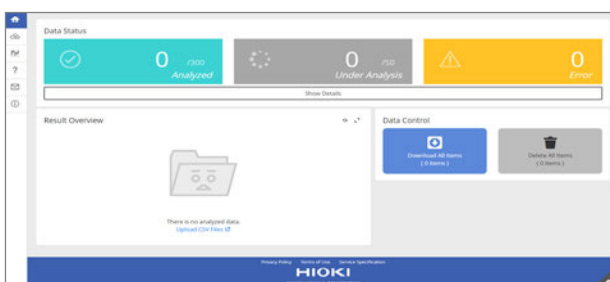 Data Status
0 /300
Analyzed
0 /50
Under Analysis
0
Error
Show Details
Result Overview
There is no analyzed data.
Upload CSV Files
Data Control
Download All Items
( 0 Items )
Delete All Items
( 0 Items )
Privacy Policy Terms of Use Service Specification
HIOKI